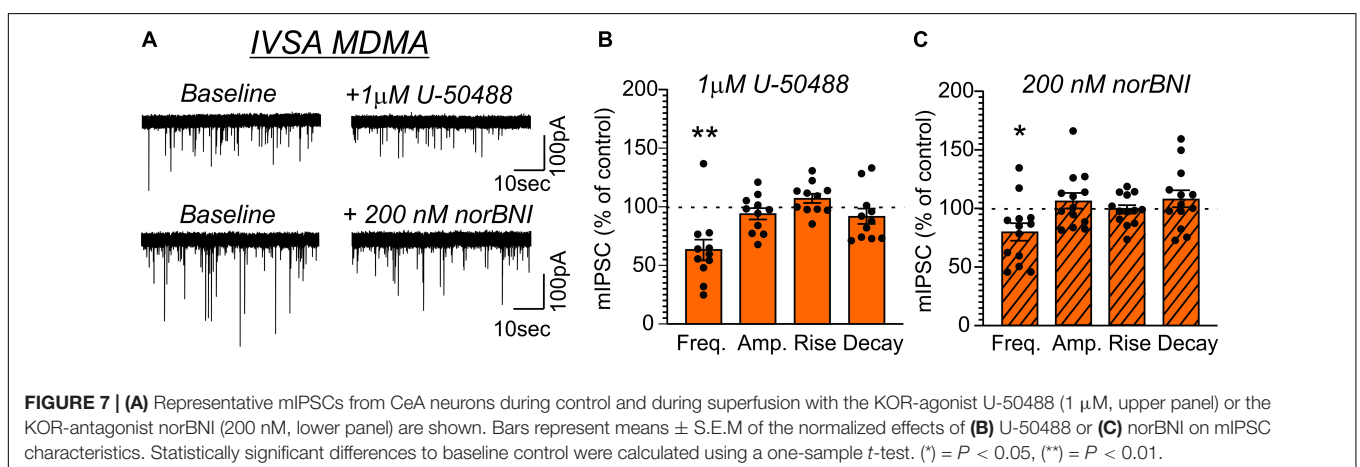 A
IVSA MDMA
Baseline
+1μM U-50488
100pA
10sec
Baseline
+ 200 nM norBNI
100pA
10sec
B
1μM U-50488
mIPSC (% of control)
200
150
100
50
0
**
Freq. Amp. Rise Decay
C
200 nM norBNI
mIPSC (% of control)
200
150
100
50
0
*
Freq. Amp. Rise Decay
FIGURE 7 | (A) Representative mIPSCs from CeA neurons during control and during superfusion with the KOR-agonist U-50488 (1 μM, upper panel) or the
KOR-antagonist norBNI (200 nM, lower panel) are shown. Bars represent means ± S.E.M of the normalized effects of (B) U-50488 or (C) norBNI on mIPSC
characteristics. Statistically significant differences to baseline control were calculated using a one-sample t-test. (*) = P < 0.05, (**) = P < 0.01.